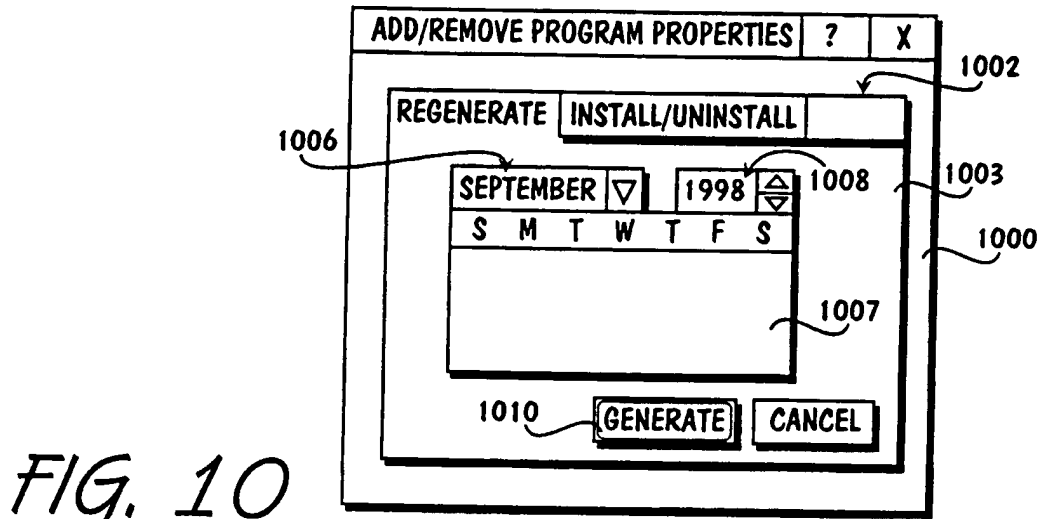 ADD/REMOVE PROGRAM PROPERTIES ? X
1002
REGENERATE INSTALL/UNINSTALL
1006
SEPTEMBER 1998 1008 1003
S M T W T F S
1000
1007
1010 GENERATE CANCEL
FIG. 10